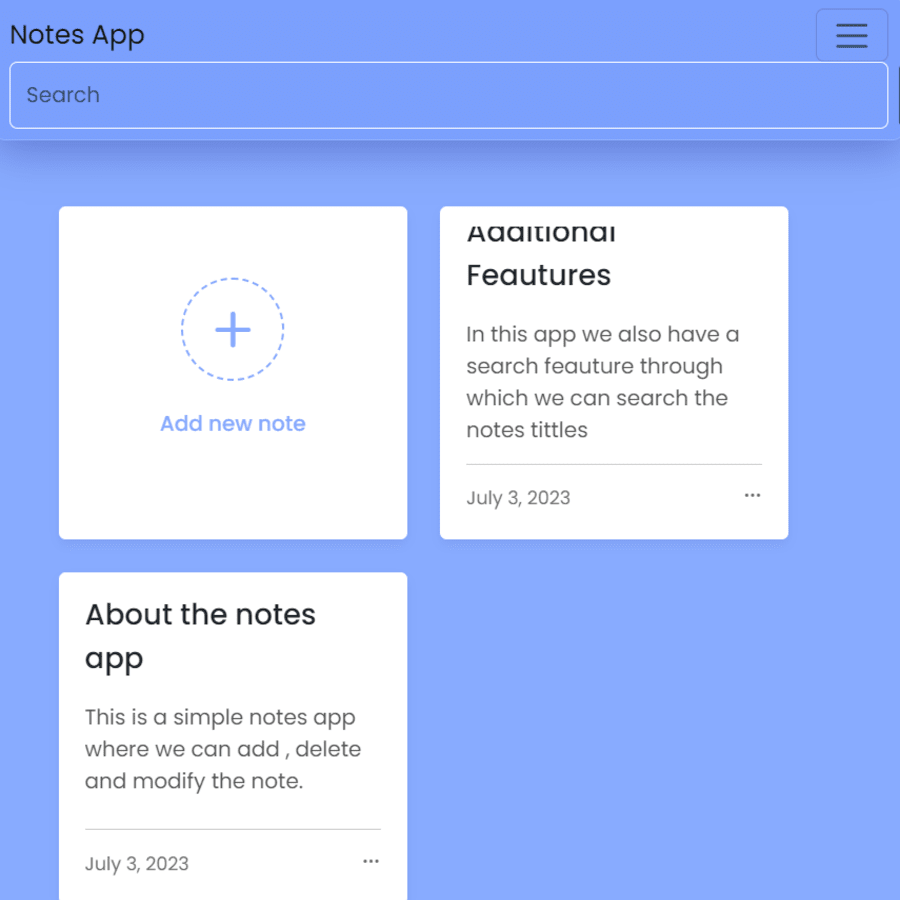 Notes App
Search
Add new note
Additional
Feautures
In this app we also have a
search feauture through
which we can search the
notes tittles
July 3, 2023
About the notes
app
This is a simple notes app
where we can add , delete
and modify the note.
July 3, 2023